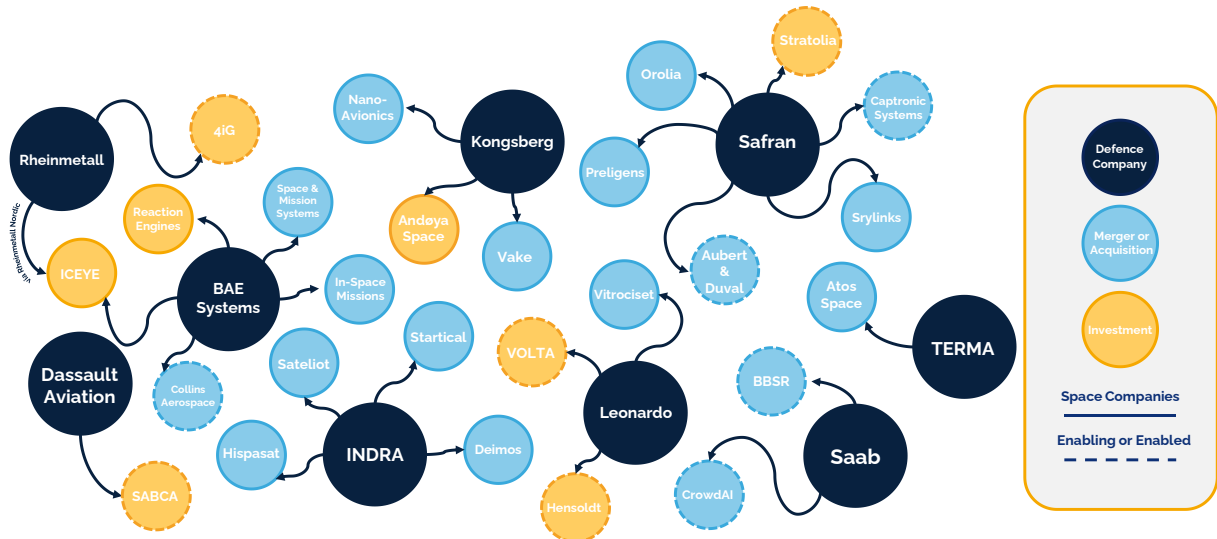 Stratolia
Orolia
Captronic
Systems
Nano-
Avionics
4iG
Kongsberg
Safran
Rheinmetall
Preligens
Space &
Mission
Systems
Reaction
Engines
Andøya
Space
Srylinks
via Rheinmetall Nordic
Vake
ICEYE
Aubert
&
Duval
BAE
Systems
In-Space
Missions
Vitrociset
Atos
Space
Startical
Sateliot
VOLTA
TERMA
Dassault
Aviation
Collins
Aerospace
BBSR
Leonardo
Hispasat
INDRA
Deimos
Saab
SABCA
Hensoldt
CrowdAI
Defence
Company
Merger or
Acquisition
Investment
Space Companies
Enabling or Enabled